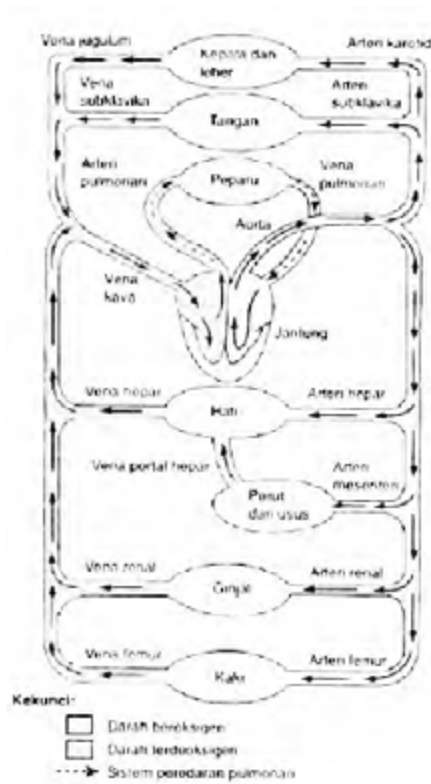 Vena jugulum
Kepala dan
leher
Arteri karotid
Vena
subklavika
Arteri
subklavika
Tangan
Arteri
pulmonari
Peparu
Vena
pulmonari
Aorta
Vena
kava
Jantung
Vena hepar
Hati
Arteri hepar
Vena portal hepar
Arteri
mesenteri
Perut
dan usus
Vena renal
Ginjal
Arteri renal
Vena femur
Kaki
Arteri femur
Kekunci:
Darah beroksigen
Darah terdeoksigen
Sistem peredaran pulmonari